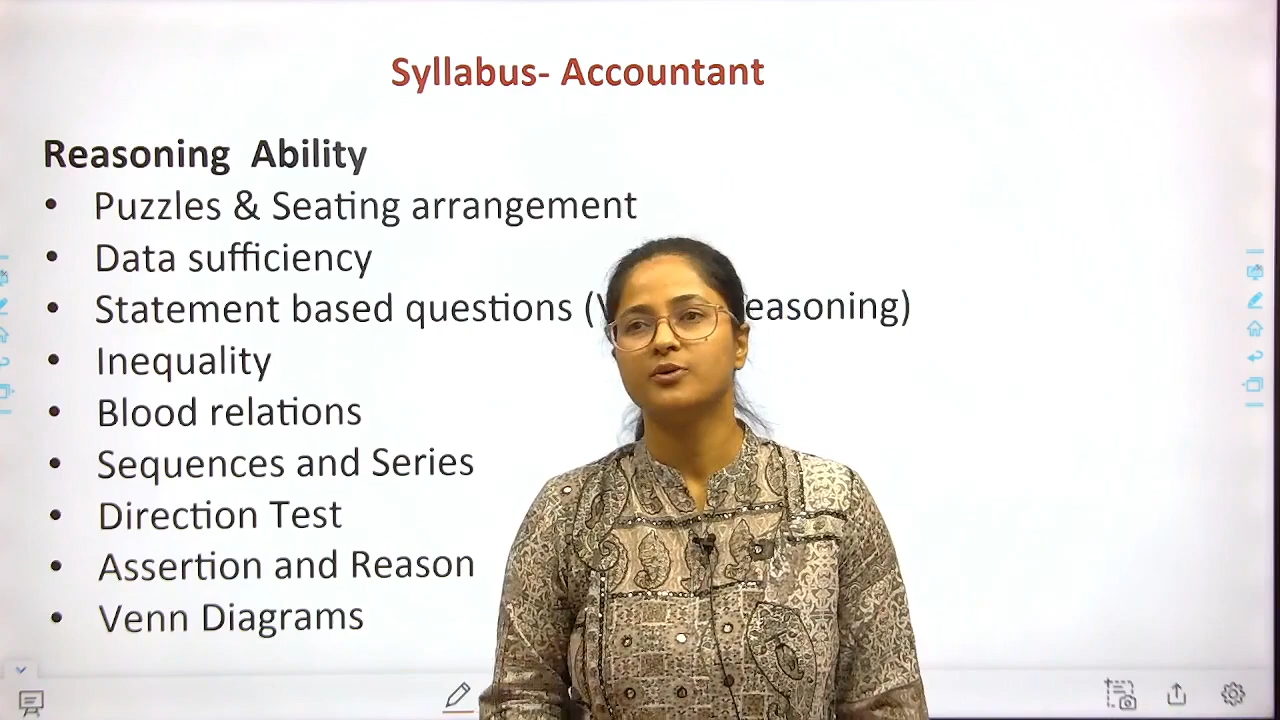 Syllabus- Accountant
Reasoning Ability
• Puzzles & Seating arrangement
• Data sufficiency
• Statement based questions ( easoning)
• Inequality
• Blood relations
• Sequences and Series
• Direction Test
• Assertion and Reason
• Venn Diagrams